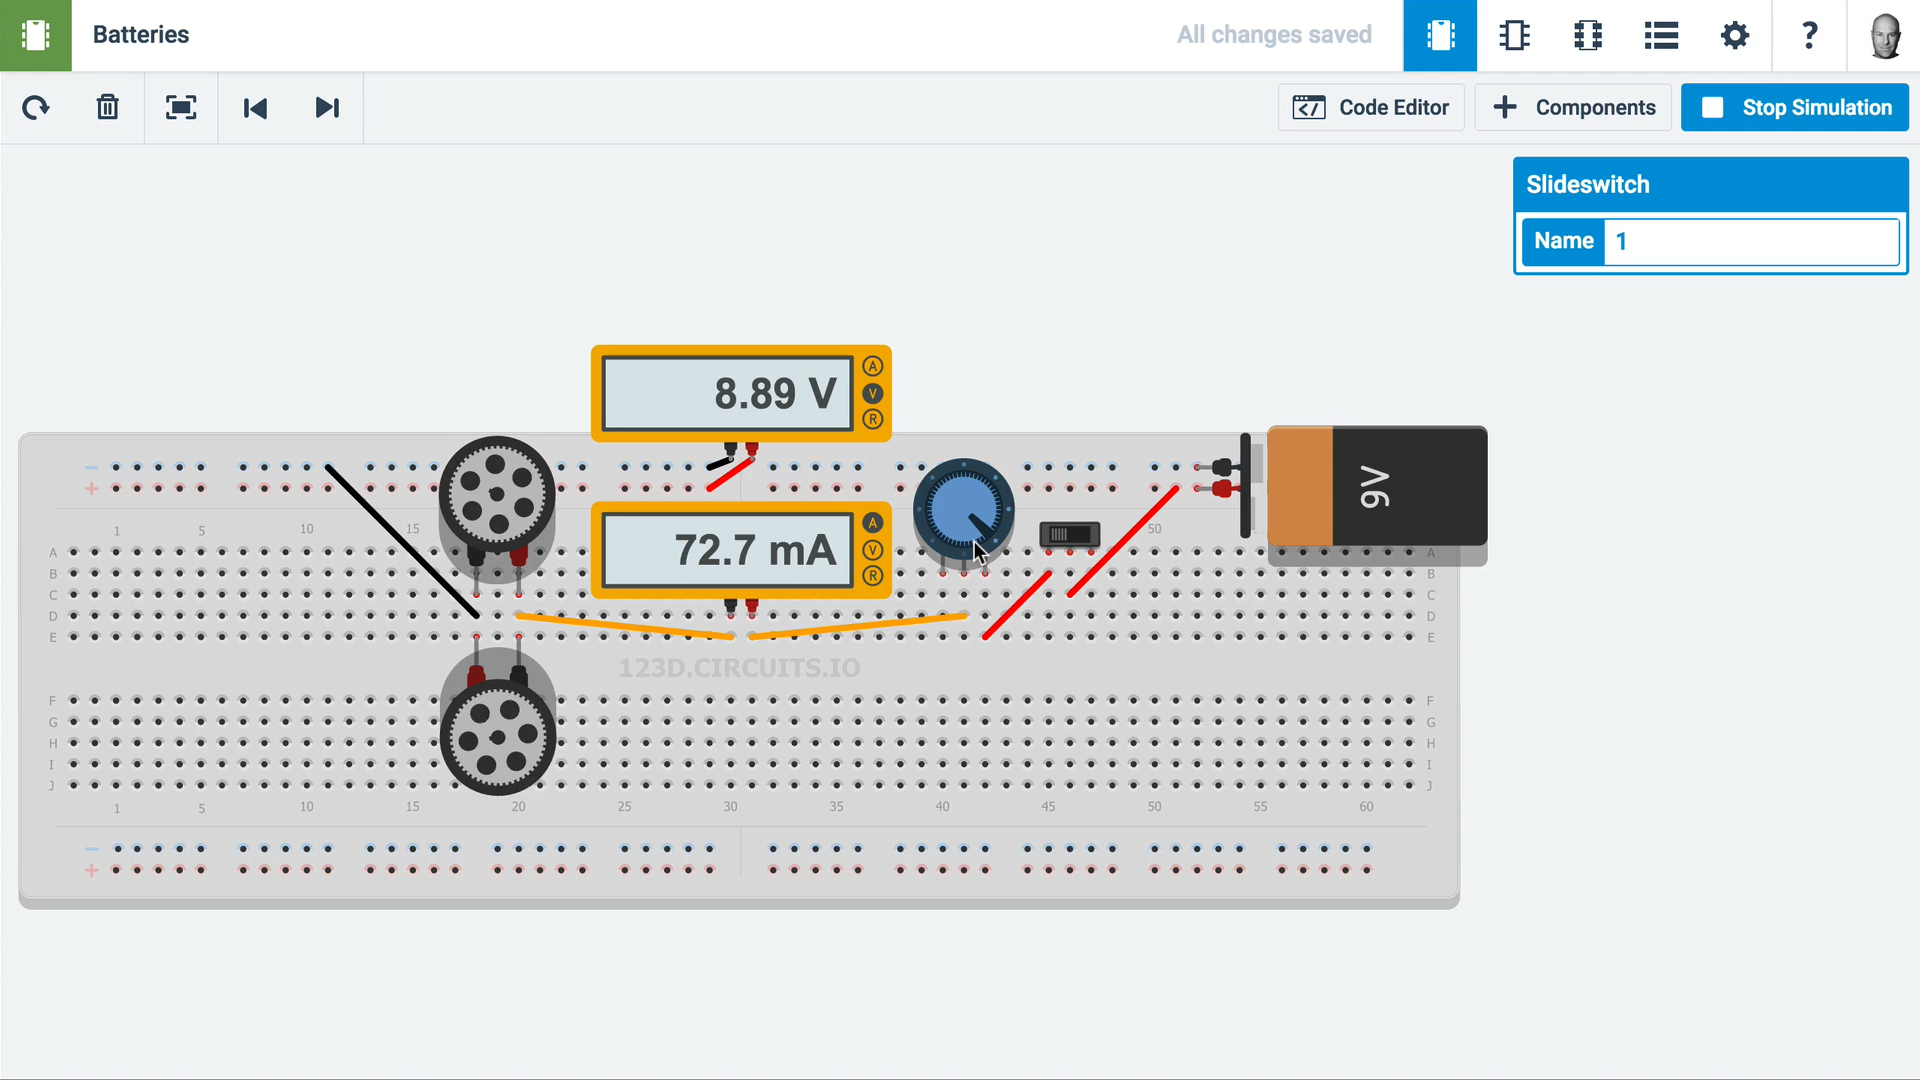 Batteries
All changes saved
?
Code Editor
+ Components
Stop Simulation
Slideswitch
Name 1
8.89 V
A
V
R
72.7 mA
A
V
R
9V
1 5 10 15 50
A A
B B
C C
D D
E E
123D.CIRCUITS.IO
F F
G G
H H
I I
J J
1 5 10 15 20 25 30 35 40 45 50 55 60